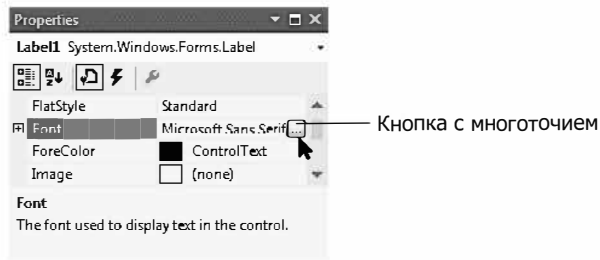 Properties
Label1 System.Windows.Forms.Label
FlatStyle Standard
Font Microsoft Sans Serif ...
Кнопка с многоточием
ForeColor ControlText
Image (none)
Font
The font used to display text in the control.